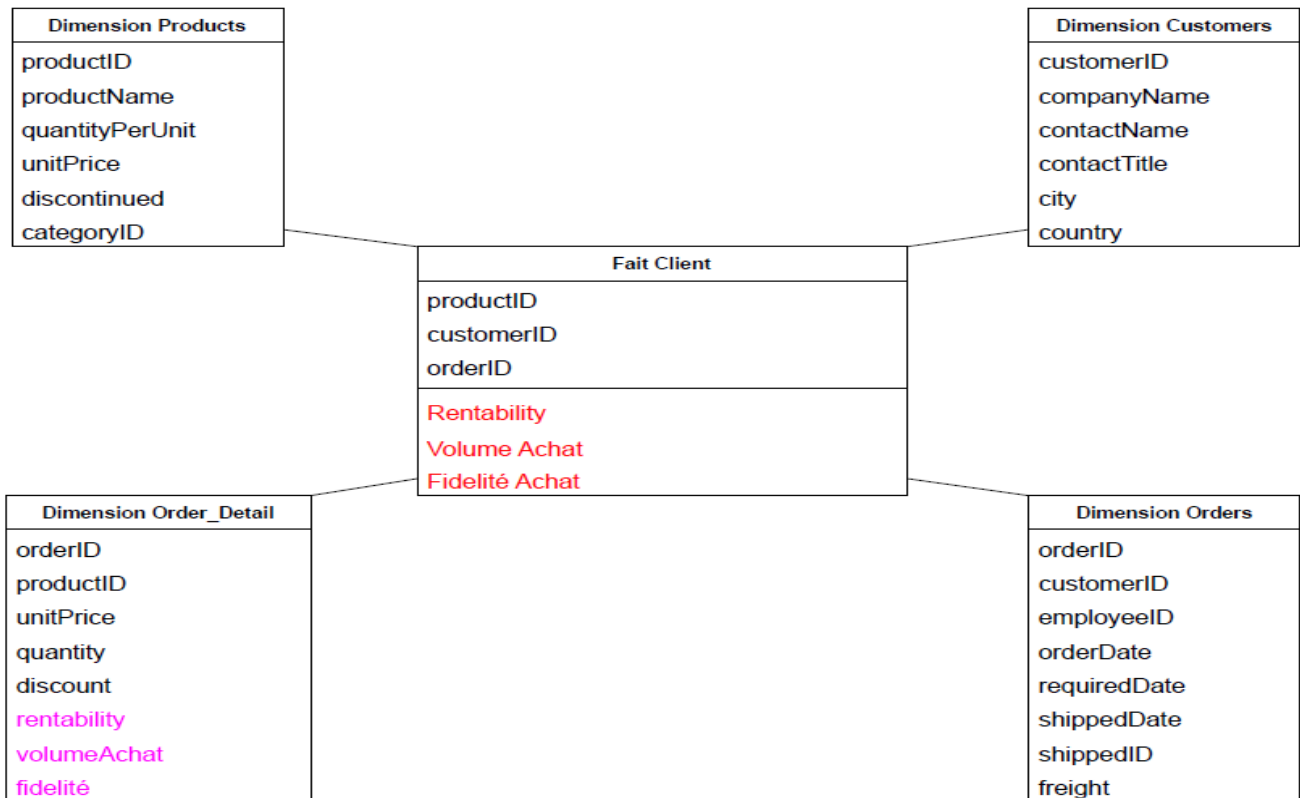 Dimension Products
productID
productName
quantityPerUnit
unitPrice
discontinued
categoryID
Dimension Customers
customerID
companyName
contactName
contactTitle
city
country
Fait Client
productID
customerID
orderID
Rentability
Volume Achat
Fidelité Achat
Dimension Order_Detail
orderID
productID
unitPrice
quantity
discount
rentability
volumeAchat
fidelité
Dimension Orders
orderID
customerID
employeeID
orderDate
requiredDate
shippedDate
shippedID
freight